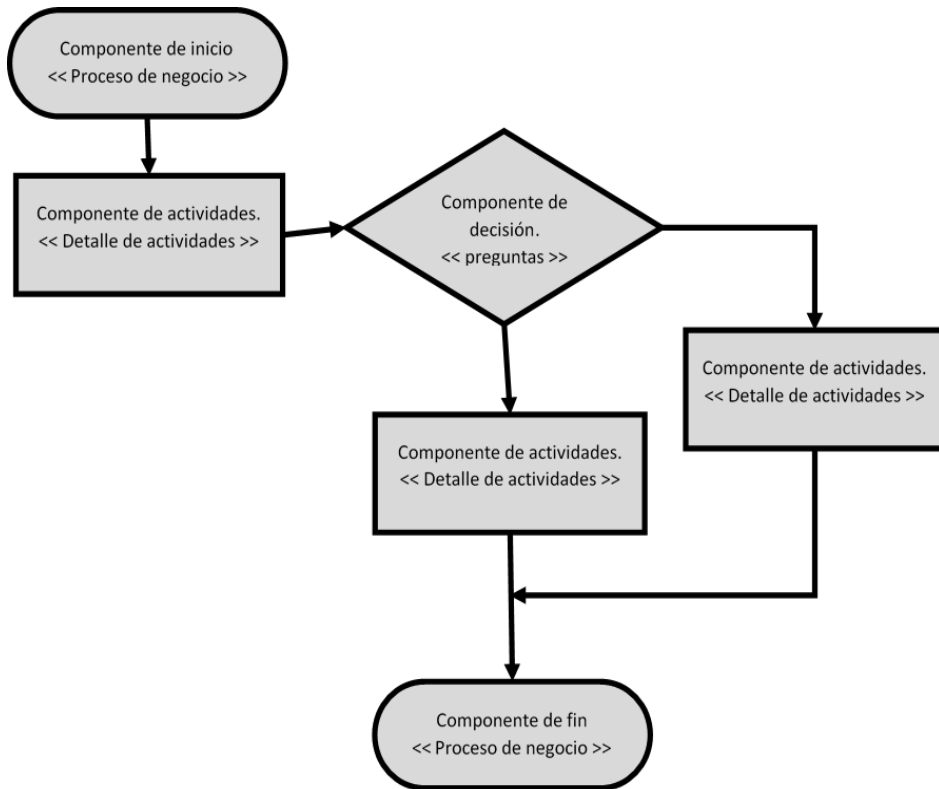 Componente de inicio
<< Proceso de negocio >>
Componente de actividades.
<< Detalle de actividades >>
Componente de
decisión.
<< preguntas >>
Componente de actividades.
<< Detalle de actividades >>
Componente de actividades.
<< Detalle de actividades >>
Componente de fin
<< Proceso de negocio >>